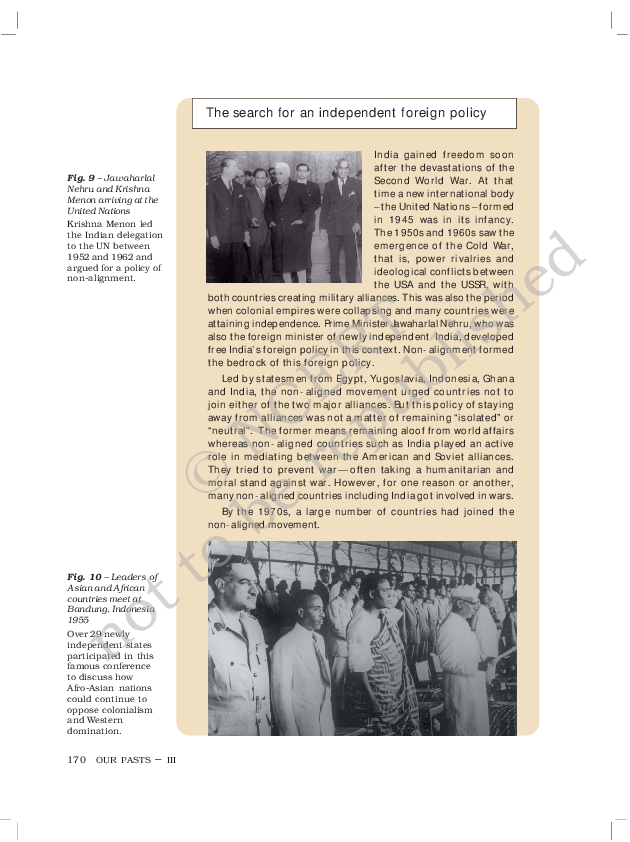 The search for an independent foreign policy
Fig. 9 – Jawaharlal
Nehru and Krishna
Menon arriving at the
United Nations
Krishna Menon led
the Indian delegation
to the UN between
1952 and 1962 and
argued for a policy of
non-alignment.
India gained freedom soon
after the devastations of the
Second World War. At that
time a new international body
– the United Nations – formed
in 1945 was in its infancy.
The 1950s and 1960s saw the
emergence of the Cold War,
that is, power rivalries and
ideological conflicts between
the USA and the USSR, with
both countries creating military alliances. This was also the period
when colonial empires were collapsing and many countries were
attaining independence. Prime Minister Jawaharlal Nehru, who was
also the foreign minister of newly independent India, developed
free India's foreign policy in this context. Non-alignment formed
the bedrock of this foreign policy.
Led by statesmen from Egypt, Yugoslavia, Indonesia, Ghana
and India, the non-aligned movement urged countries not to
join either of the two major alliances. But this policy of staying
away from alliances was not a matter of remaining “isolated” or
“neutral”. The former means remaining aloof from world affairs
whereas non-aligned countries such as India played an active
role in mediating between the American and Soviet alliances.
They tried to prevent war — often taking a humanitarian and
moral stand against war. However, for one reason or another,
many non-aligned countries including India got involved in wars.
By the 1970s, a large number of countries had joined the
non-aligned movement.
Fig. 10 – Leaders of
Asian and African
countries meet at
Bandung, Indonesia
1955
Over 29 newly
independent states
participated in this
famous conference
to discuss how
Afro-Asian nations
could continue to
oppose colonialism
and Western
domination.
170 OUR PASTS – III
© NCERT
not to be republished